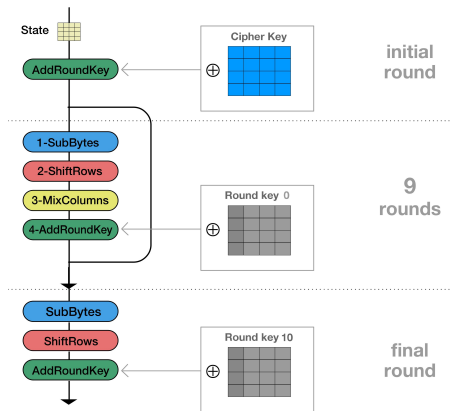 State
Cipher Key
AddRoundKey
initial
round
1-SubBytes
2-ShiftRows
3-MixColumns
4-AddRoundKey
Round key 0
9
rounds
SubBytes
ShiftRows
AddRoundKey
Round key 10
final
round